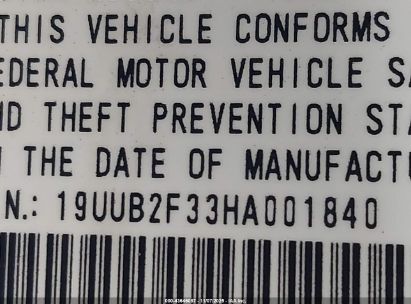 THIS VEHICLE CONFORMS
EDERAL MOTOR VEHICLE SA
ND THEFT PREVENTION STA
THE DATE OF MANUFACTU
N.: 19UUB2F33HA001840